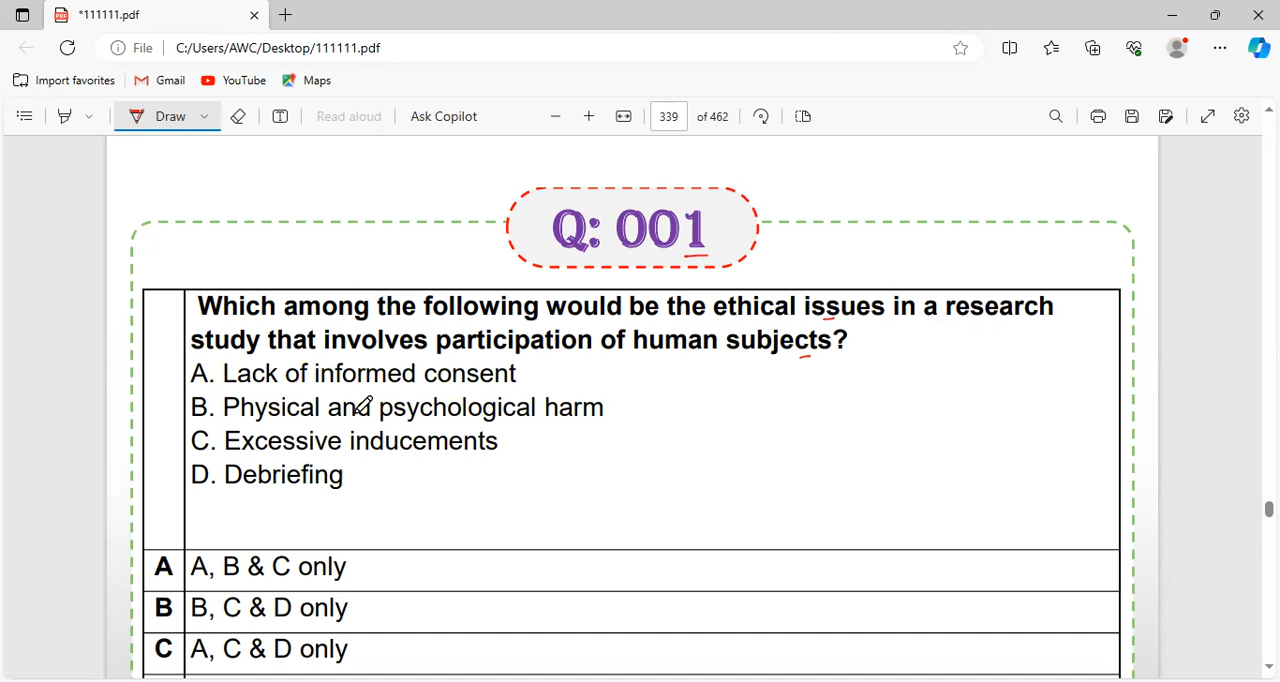 *111111.pdf
File C:/Users/AWC/Desktop/111111.pdf
Import favorites Gmail YouTube Maps
Draw Read aloud Ask Copilot 339 of 462
Q: 001
Which among the following would be the ethical issues in a research
study that involves participation of human subjects?
A. Lack of informed consent
B. Physical and psychological harm
C. Excessive inducements
D. Debriefing
A A, B & C only
B B, C & D only
C A, C & D only